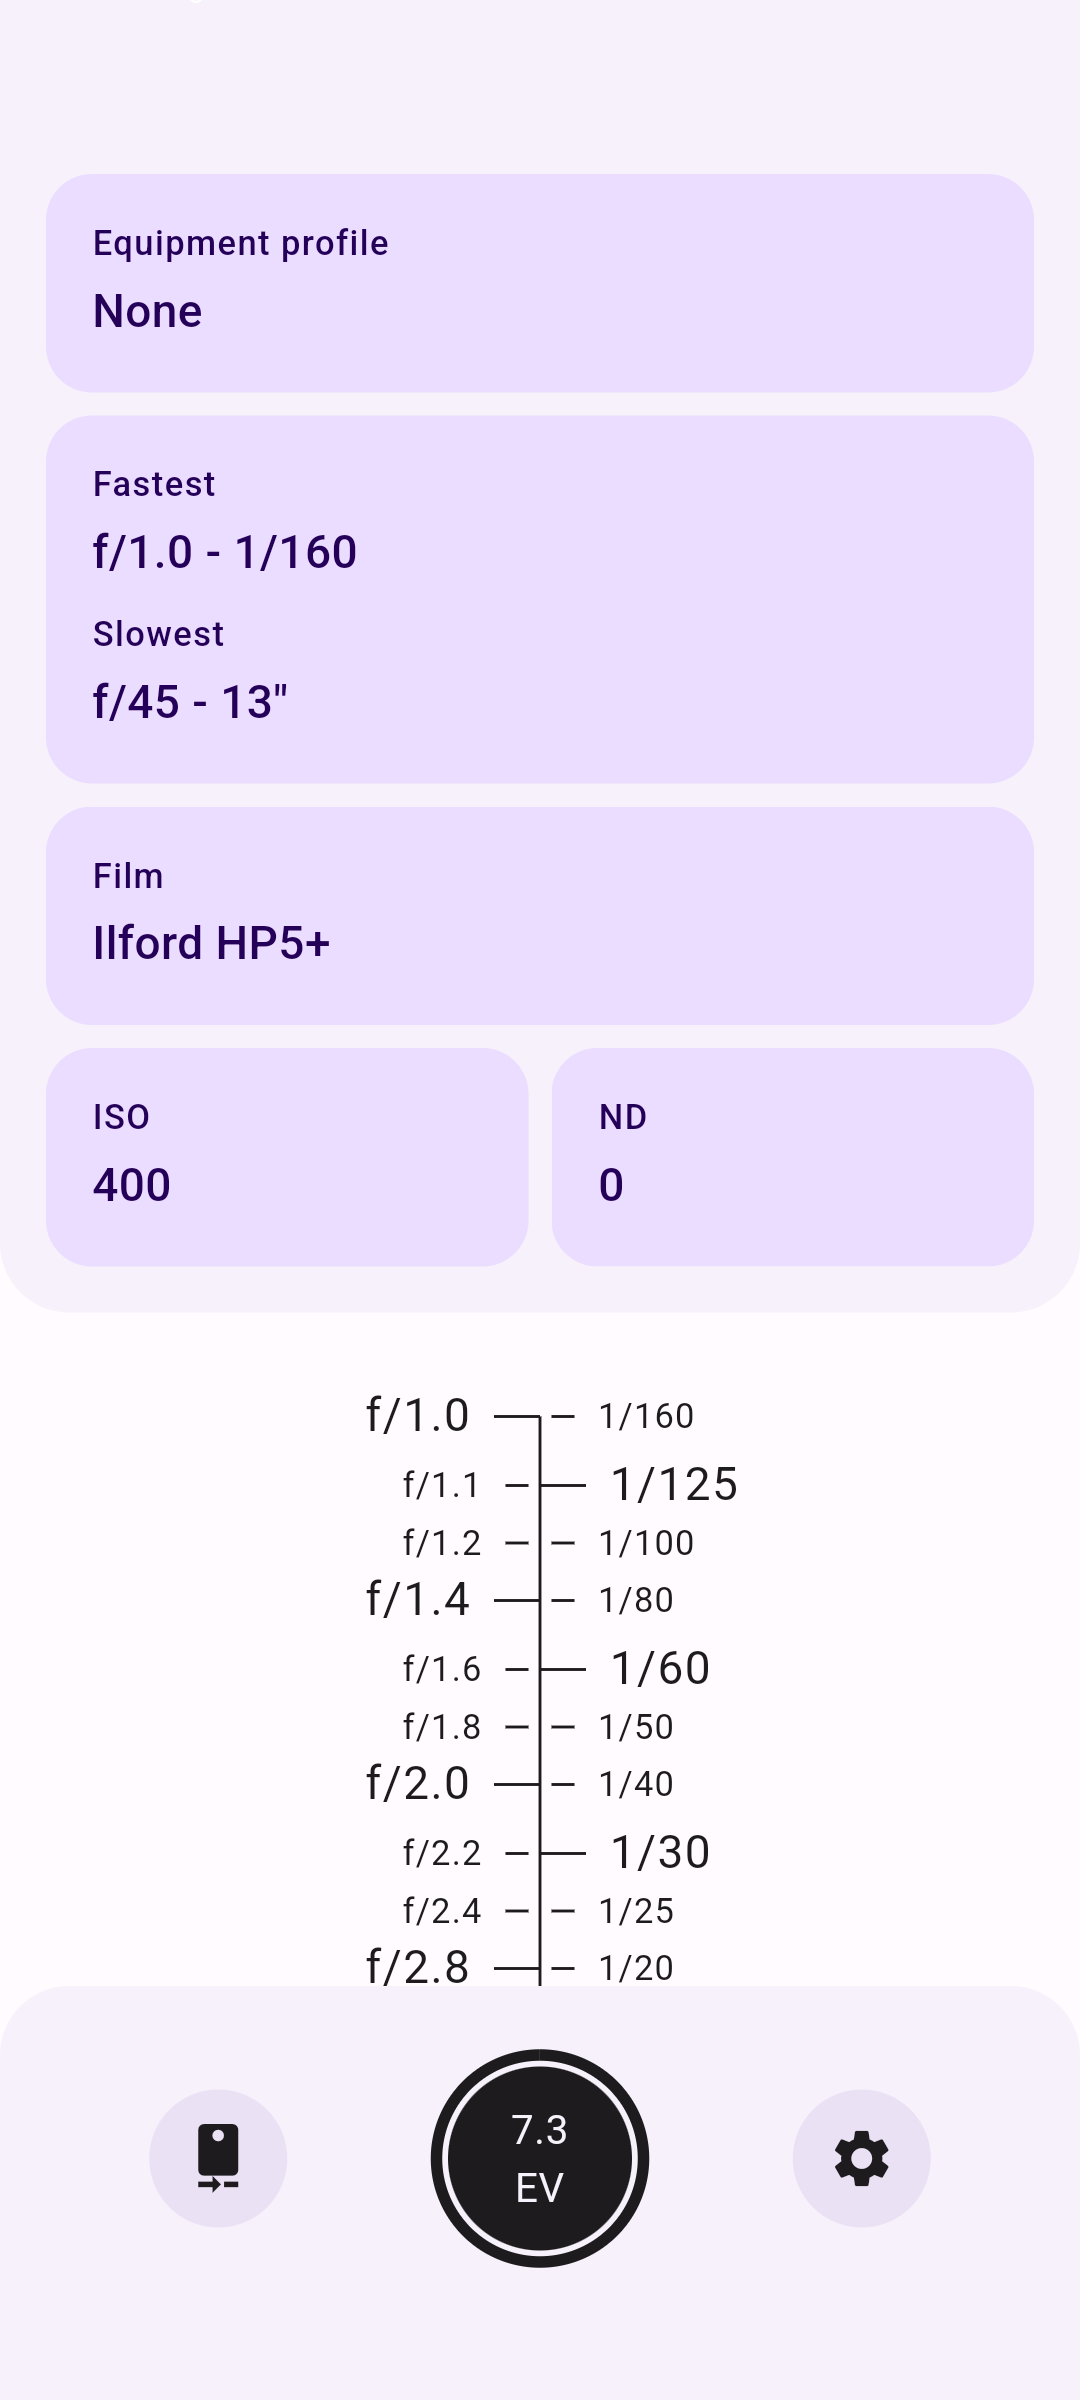 Equipment profile
None
Fastest
f/1.0 - 1/160
Slowest
f/45 - 13"
Film
Ilford HP5+
ISO
400
ND
0
f/1.0 1/160
f/1.1 1/125
f/1.2 1/100
f/1.4 1/80
f/1.6 1/60
f/1.8 1/50
f/2.0 1/40
f/2.2 1/30
f/2.4 1/25
f/2.8 1/20
7.3
EV